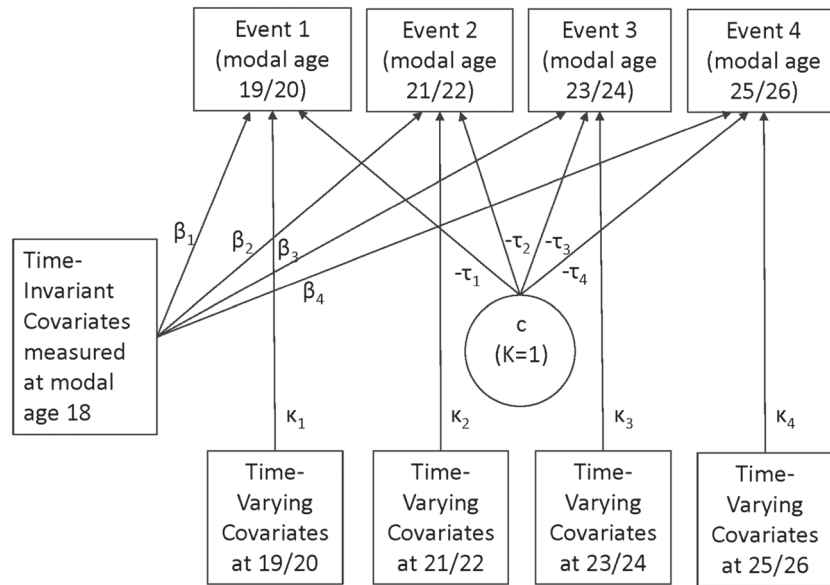 Event 1
(modal age
19/20)
Event 2
(modal age
21/22)
Event 3
(modal age
23/24)
Event 4
(modal age
25/26)
β1
β2
β3
β4
-τ1
-τ2
-τ3
-τ4
Time-
Invariant
Covariates
measured
at modal
age 18
c
(K=1)
κ1
κ2
κ3
κ4
Time-
Varying
Covariates
at 19/20
Time-
Varying
Covariates
at 21/22
Time-
Varying
Covariates
at 23/24
Time-
Varying
Covariates
at 25/26